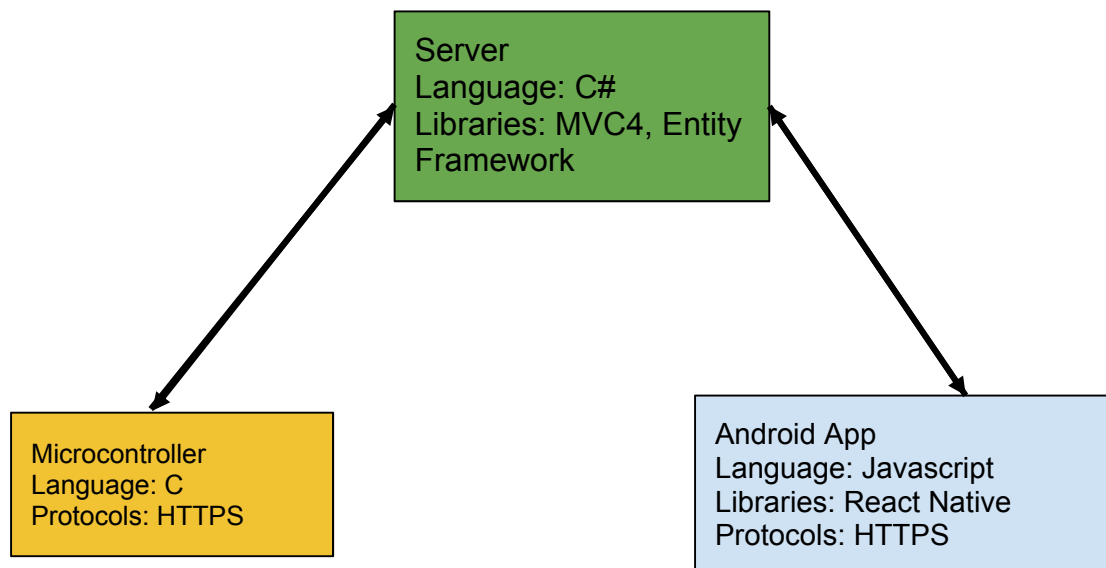 Server
Language: C#
Libraries: MVC4, Entity
Framework
Microcontroller
Language: C
Protocols: HTTPS
Android App
Language: Javascript
Libraries: React Native
Protocols: HTTPS